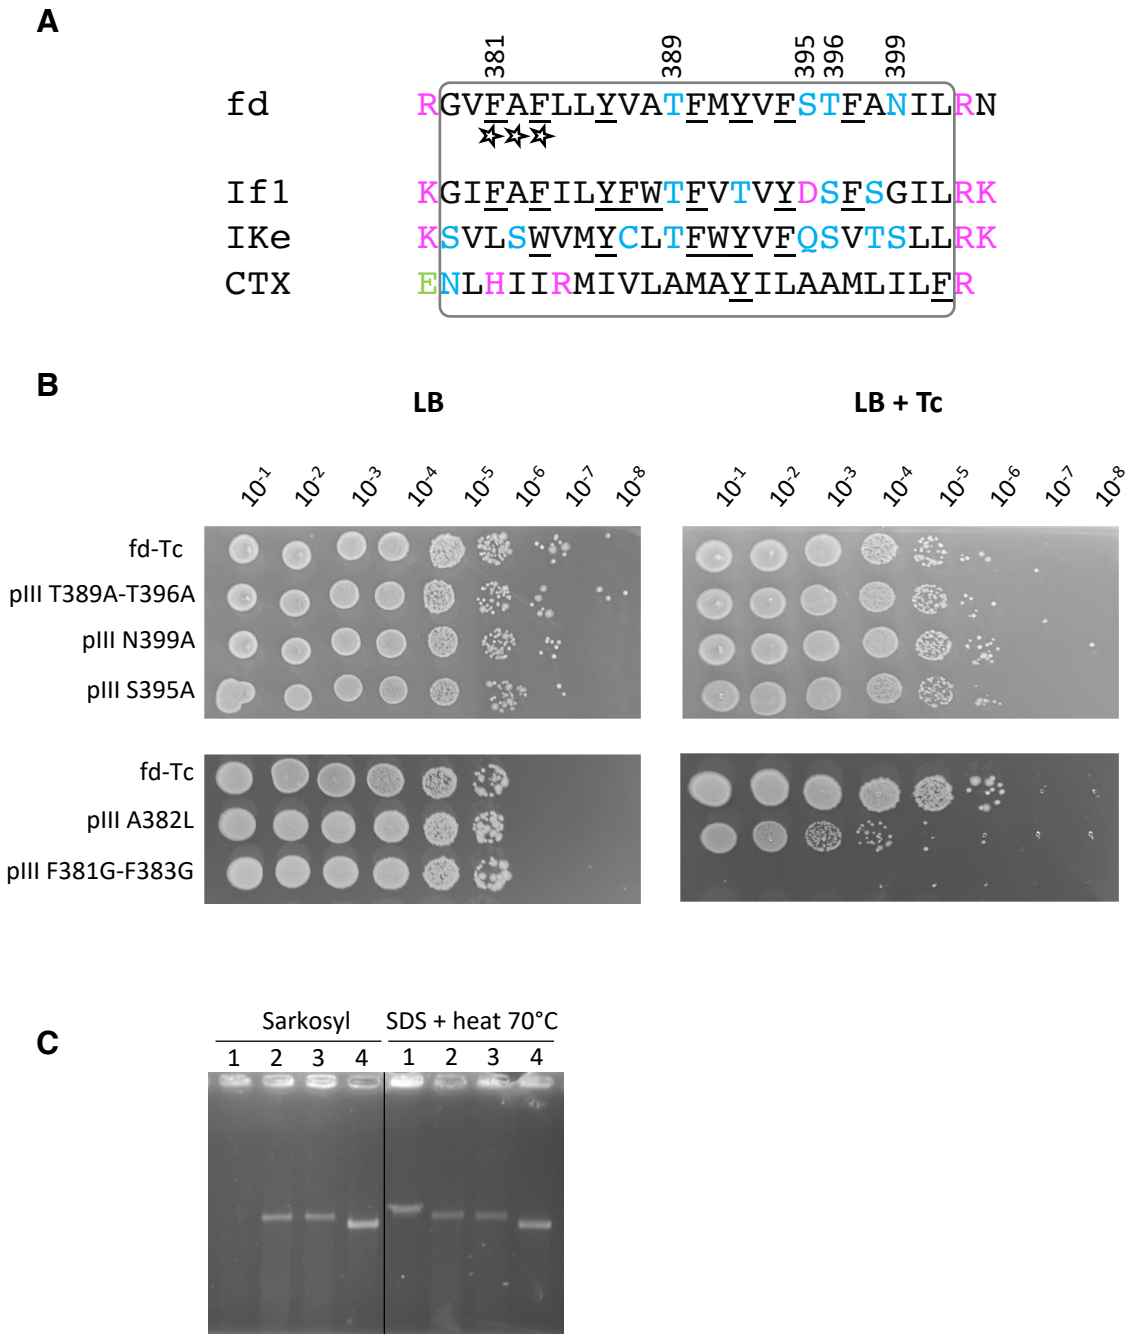 A
381 389 395 396 399
fd RGVFAFLLYVATFMYVFSTFANILRN
If1 KGIFAFILYFWTFVTVYDSFSGILRK
IKe KSVLSWVMYCLTFWYVFQSVTSLLRK
CTX ENLHIIRMIVLAMAYILAAMLILFR
B
LB LB + Tc
10-1 10-2 10-3 10-4 10-5 10-6 10-7 10-8 10-1 10-2 10-3 10-4 10-5 10-6 10-7 10-8
fd-Tc
pIII T389A-T396A
pIII N399A
pIII S395A
fd-Tc
pIII A382L
pIII F381G-F383G
C
Sarkosyl SDS + heat 70°C
1 2 3 4 1 2 3 4